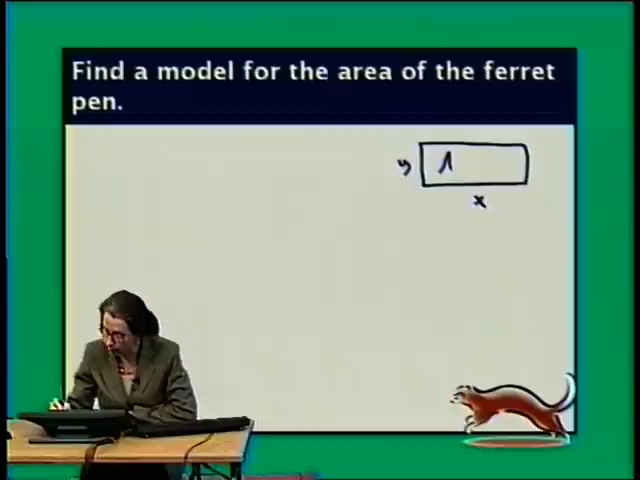 Find a model for the area of the ferret
pen.
y
x